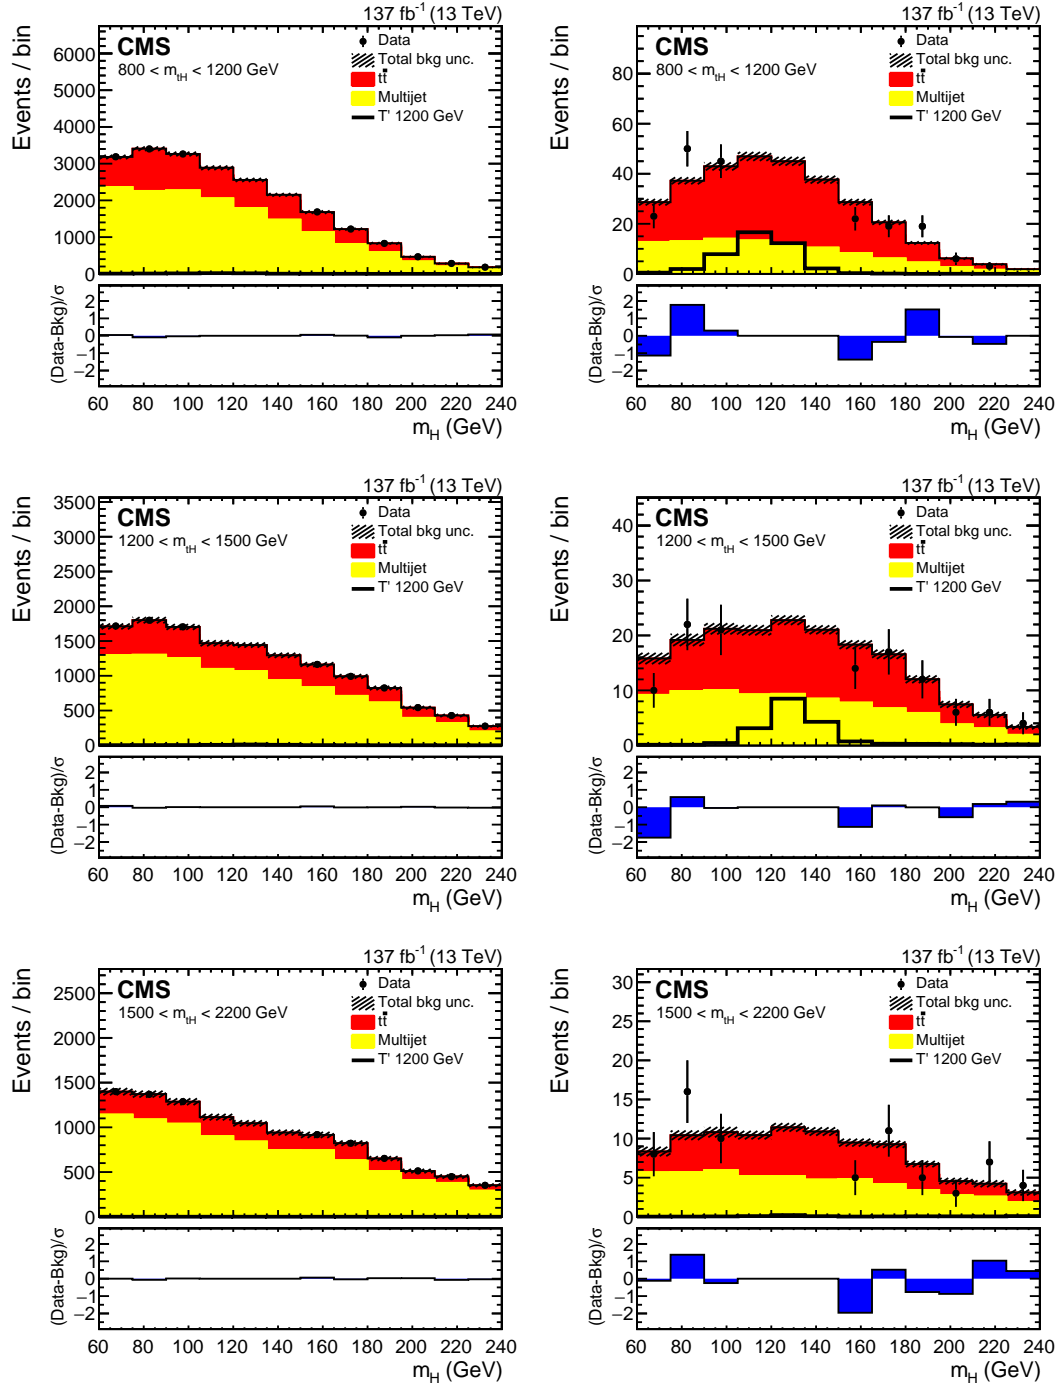 137 fb⁻¹ (13 TeV)
Events / bin
CMS
800 < m_tH < 1200 GeV
Data
Total bkg unc.
tt̄
Multijet
T' 1200 GeV
6000
5000
4000
3000
2000
1000
0
(Data-Bkg)/σ
2
1
0
−1
−2
60 80 100 120 140 160 180 200 220 240
m_H (GeV)
137 fb⁻¹ (13 TeV)
Events / bin
CMS
800 < m_tH < 1200 GeV
Data
Total bkg unc.
tt̄
Multijet
T' 1200 GeV
80
60
40
20
0
(Data-Bkg)/σ
2
1
0
−1
−2
60 80 100 120 140 160 180 200 220 240
m_H (GeV)
137 fb⁻¹ (13 TeV)
Events / bin
CMS
1200 < m_tH < 1500 GeV
Data
Total bkg unc.
tt̄
Multijet
T' 1200 GeV
3500
3000
2500
2000
1500
1000
500
0
(Data-Bkg)/σ
2
1
0
−1
−2
60 80 100 120 140 160 180 200 220 240
m_H (GeV)
137 fb⁻¹ (13 TeV)
Events / bin
CMS
1200 < m_tH < 1500 GeV
Data
Total bkg unc.
tt̄
Multijet
T' 1200 GeV
40
30
20
10
0
(Data-Bkg)/σ
2
1
0
−1
−2
60 80 100 120 140 160 180 200 220 240
m_H (GeV)
137 fb⁻¹ (13 TeV)
Events / bin
CMS
1500 < m_tH < 2200 GeV
Data
Total bkg unc.
tt̄
Multijet
T' 1200 GeV
2500
2000
1500
1000
500
0
(Data-Bkg)/σ
2
1
0
−1
−2
60 80 100 120 140 160 180 200 220 240
m_H (GeV)
137 fb⁻¹ (13 TeV)
Events / bin
CMS
1500 < m_tH < 2200 GeV
Data
Total bkg unc.
tt̄
Multijet
T' 1200 GeV
30
25
20
15
10
5
0
(Data-Bkg)/σ
2
1
0
−1
−2
60 80 100 120 140 160 180 200 220 240
m_H (GeV)